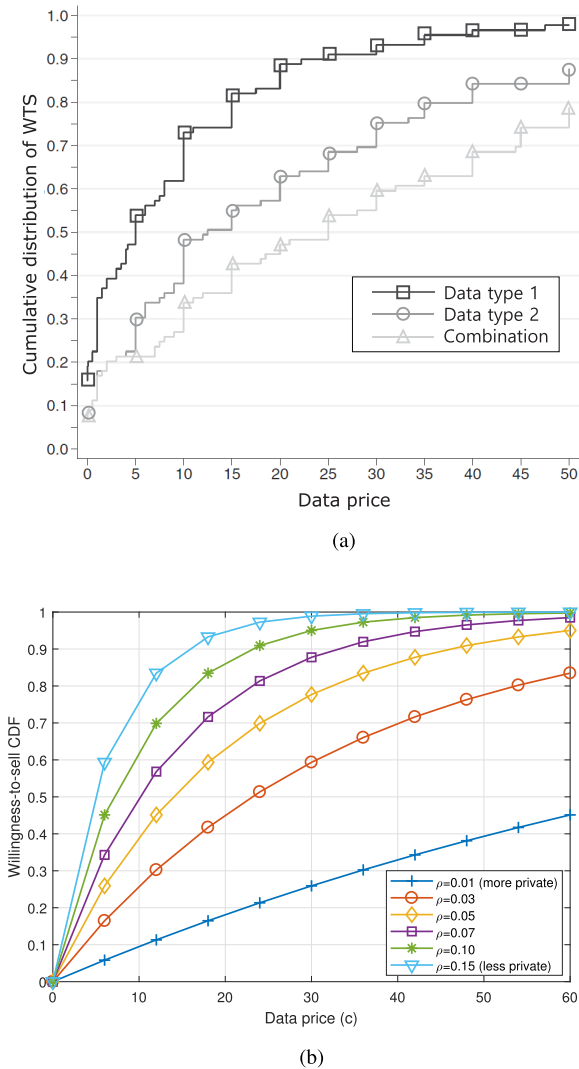 1.0
0.9
0.8
0.7
0.6
0.5
0.4
0.3
0.2
0.1
0.0
Cumulative distribution of WTS
Data type 1
Data type 2
Combination
0 5 10 15 20 25 30 35 40 45 50
Data price
(a)
1
0.9
0.8
0.7
0.6
0.5
0.4
0.3
0.2
0.1
0
Willingness-to-sell CDF
ρ=0.01 (more private)
ρ=0.03
ρ=0.05
ρ=0.07
ρ=0.10
ρ=0.15 (less private)
0 10 20 30 40 50 60
Data price (c)
(b)